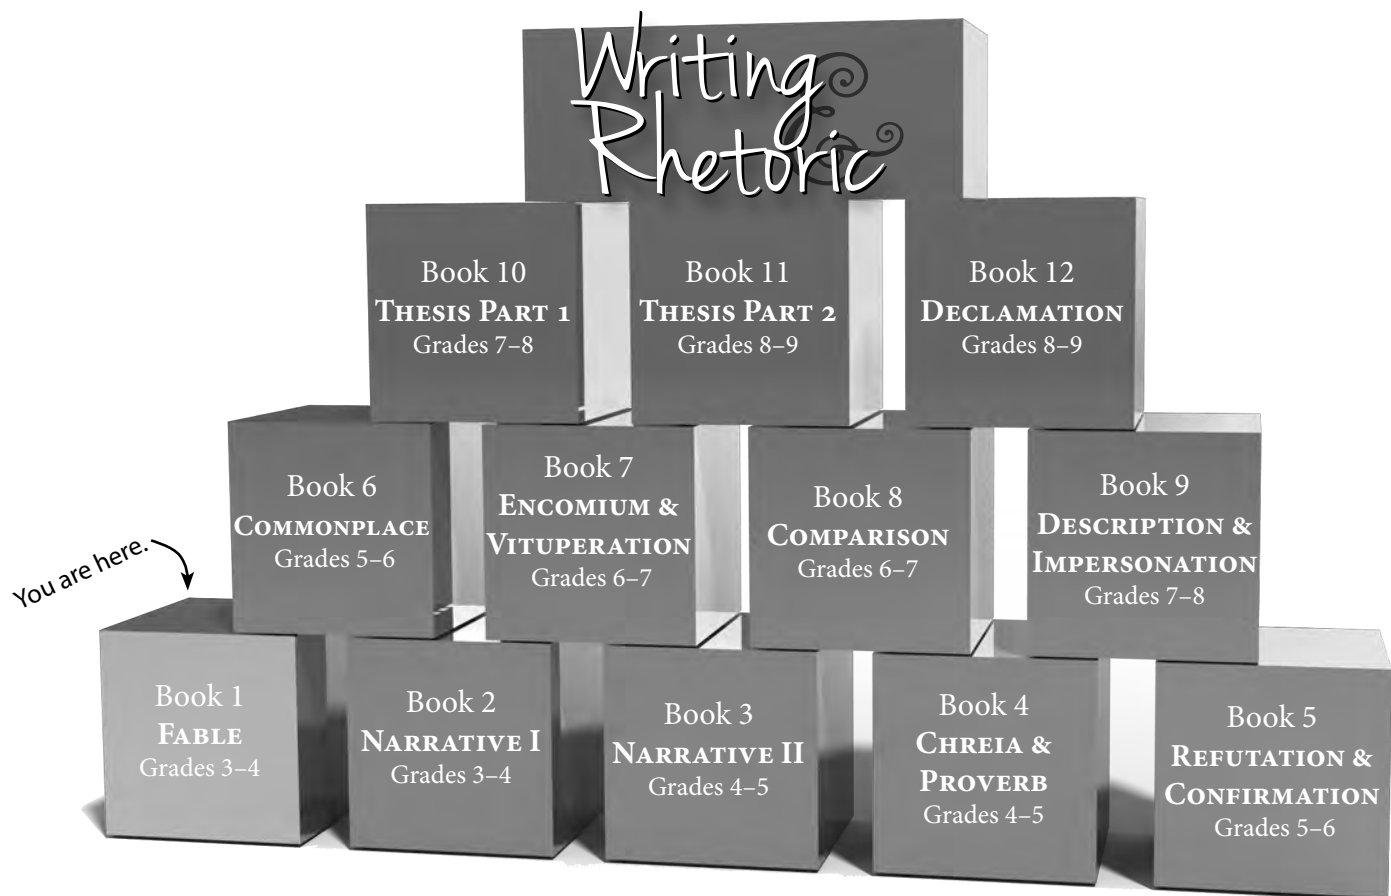 Writing
&
Rhetoric
Book 10
Thesis Part 1
Grades 7–8
Book 11
Thesis Part 2
Grades 8–9
Book 12
Declamation
Grades 8–9
Book 6
Commonplace
Grades 5–6
Book 7
Encomium &
Vituperation
Grades 6–7
Book 8
Comparison
Grades 6–7
Book 9
Description &
Impersonation
Grades 7–8
You are here.
Book 1
Fable
Grades 3–4
Book 2
Narrative I
Grades 3–4
Book 3
Narrative II
Grades 4–5
Book 4
Chreia &
Proverb
Grades 4–5
Book 5
Refutation &
Confirmation
Grades 5–6